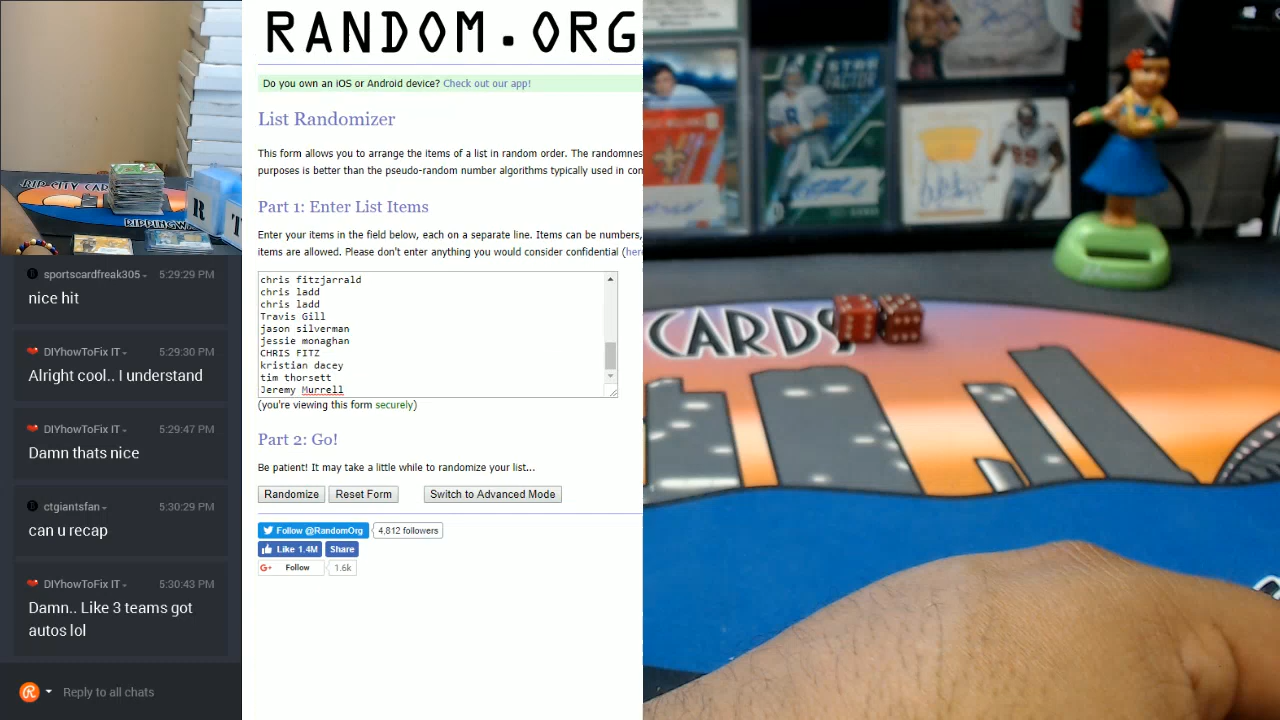 RIP CITY CARDS
RIPPINGWA
R
T
sportscardfreak305
5:29:29 PM
nice hit
DIYhowToFix IT
5:29:30 PM
Alright cool.. I understand
DIYhowToFix IT
5:29:47 PM
Damn thats nice
ctgiantsfan
5:30:29 PM
can u recap
DIYhowToFix IT
5:30:43 PM
Damn.. Like 3 teams got
autos lol
Reply to all chats
RANDOM.ORG
Do you own an iOS or Android device? Check out our app!
List Randomizer
This form allows you to arrange the items of a list in random order. The randomnes
purposes is better than the pseudo-random number algorithms typically used in con
Part 1: Enter List Items
Enter your items in the field below, each on a separate line. Items can be numbers,
items are allowed. Please don't enter anything you would consider confidential (her
chris fitzjarrald
chris ladd
chris ladd
Travis Gill
jason silverman
jessie monaghan
CHRIS FITZ
kristian dacey
tim thorsett
Jeremy Murrell
(you're viewing this form securely)
Part 2: Go!
Be patient! It may take a little while to randomize your list...
Randomize
Reset Form
Switch to Advanced Mode
Follow @RandomOrg
4,812 followers
Like 1.4M
Share
G+ Follow
1.6k
STAR
FACTOR
CARDS